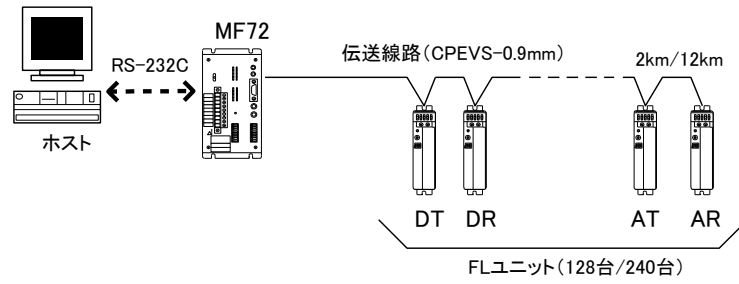 MF72
RS-232C
伝送線路(CPEVS-0.9mm)
2km/12km
ホスト
DT DR AT AR
FLユニット(128台/240台)